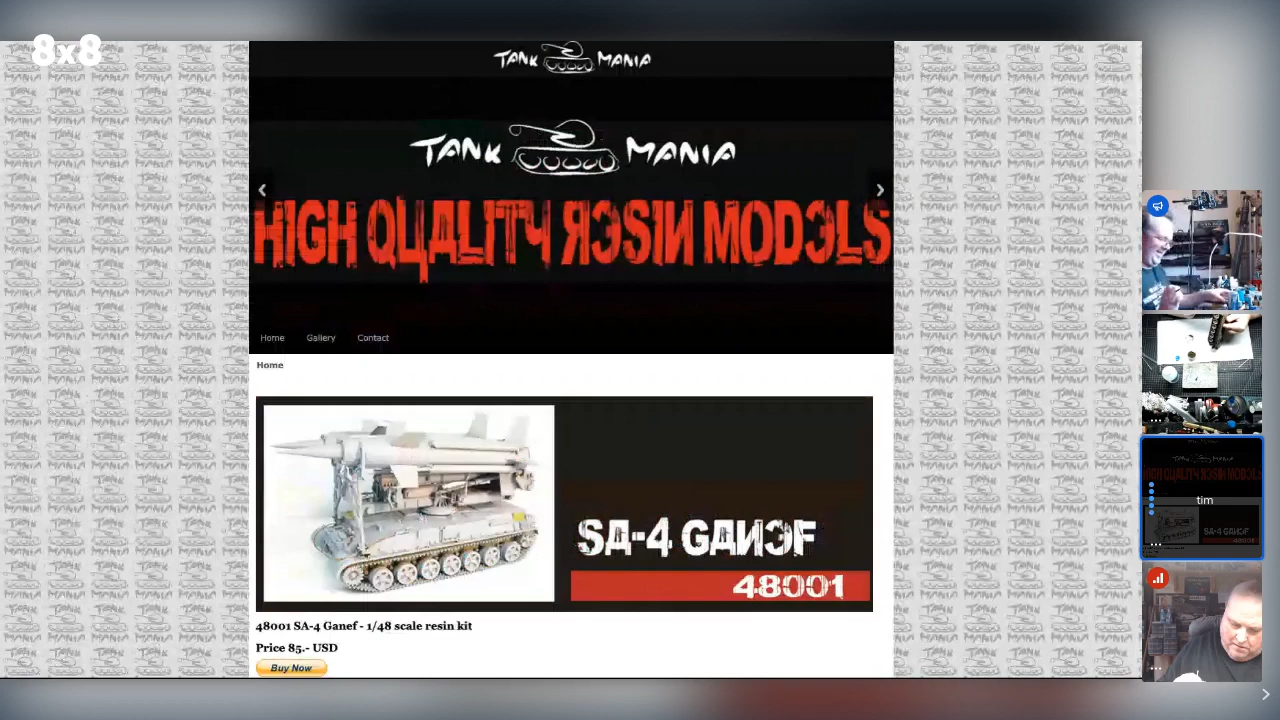 8x8
TANK MANIA
TANK MANIA
HIGH QUALITY RESIN MODELS
Home Gallery Contact
Home
SA-4 GANEF
48001
48001 SA-4 Ganef - 1/48 scale resin kit
Price 85.- USD
Buy Now
tim